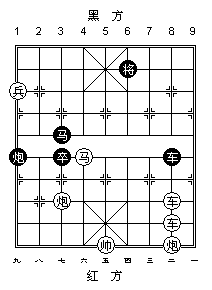 黑 方
1 2 3 4 5 6 7 8 9
将
兵
马
炮 卒 马 车
炮 车
车
帅 炮
九 八 七 六 五 四 三 二 一
红 方